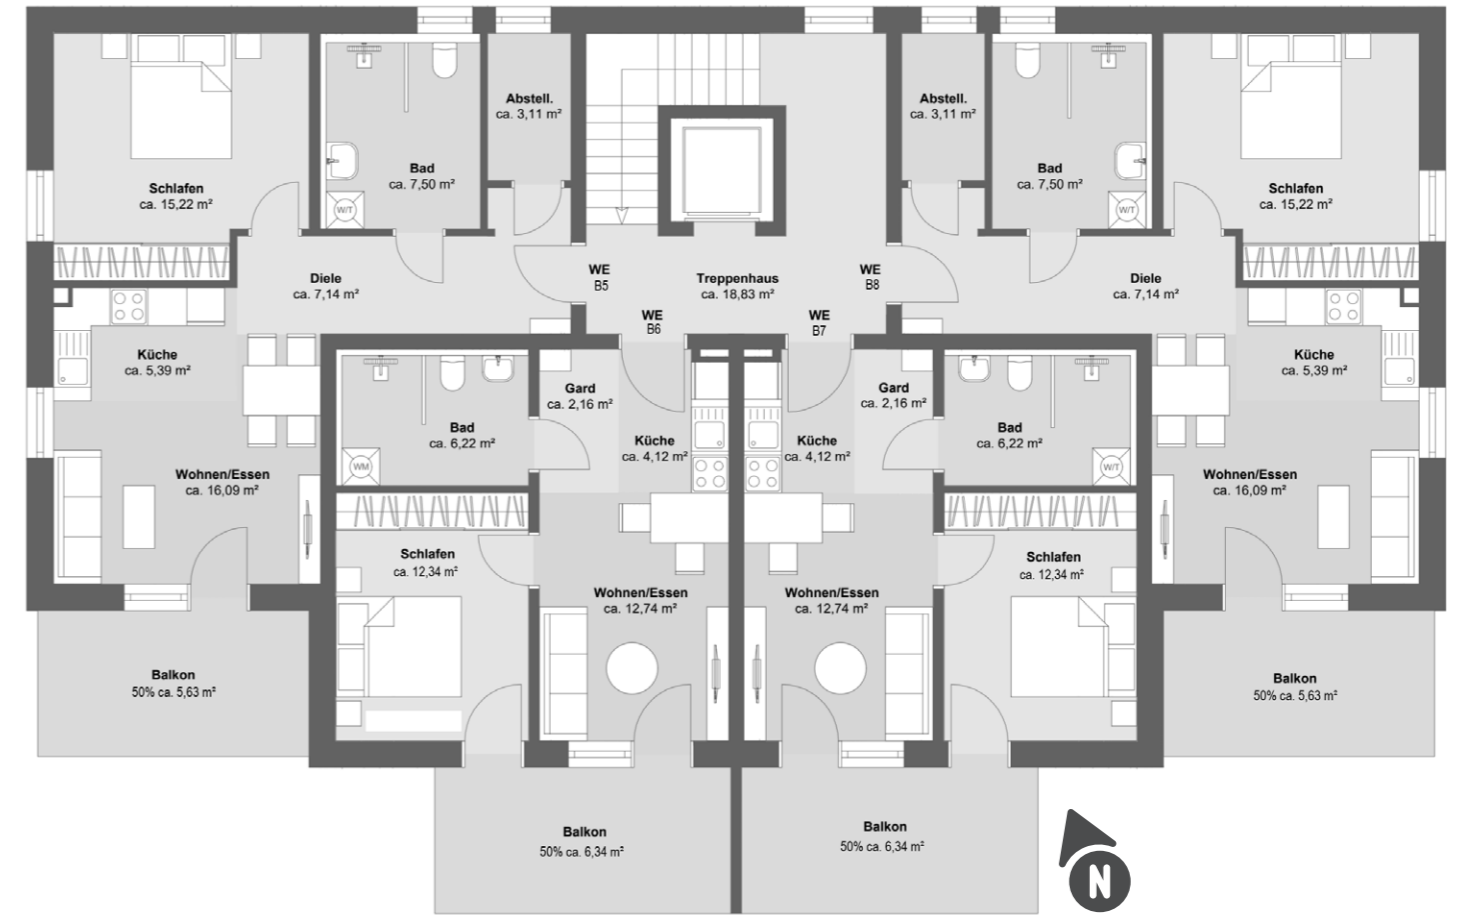 Abstell.
ca. 3,11 m²
Abstell.
ca. 3,11 m²
Bad
ca. 7,50 m²
Bad
ca. 7,50 m²
Schlafen
ca. 15,22 m²
Schlafen
ca. 15,22 m²
W/T
W/T
Diele
ca. 7,14 m²
WE
B5
Treppenhaus
ca. 18,83 m²
WE
B8
Diele
ca. 7,14 m²
WE
B6
WE
B7
Küche
ca. 5,39 m²
Küche
ca. 5,39 m²
Gard
ca. 2,16 m²
Gard
ca. 2,16 m²
Bad
ca. 6,22 m²
Küche
ca. 4,12 m²
Küche
ca. 4,12 m²
Bad
ca. 6,22 m²
WM
W/T
Wohnen/Essen
ca. 16,09 m²
Wohnen/Essen
ca. 16,09 m²
Schlafen
ca. 12,34 m²
Schlafen
ca. 12,34 m²
Wohnen/Essen
ca. 12,74 m²
Wohnen/Essen
ca. 12,74 m²
Balkon
50% ca. 5,63 m²
Balkon
50% ca. 5,63 m²
Balkon
50% ca. 6,34 m²
Balkon
50% ca. 6,34 m²
N